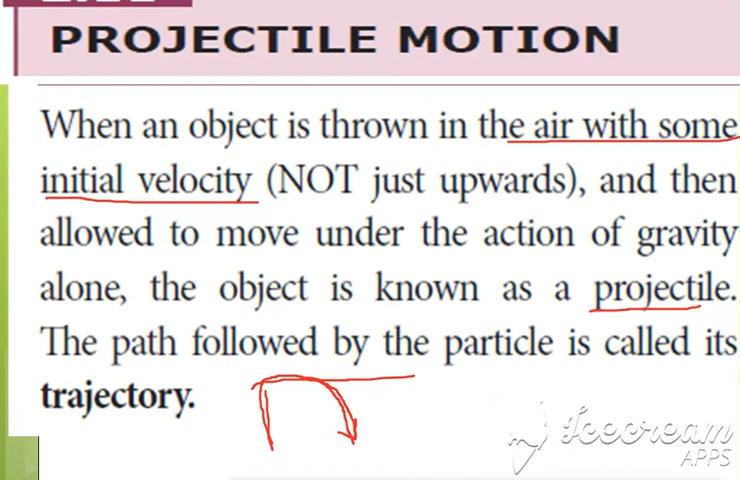 PROJECTILE MOTION
When an object is thrown in the air with some
initial velocity (NOT just upwards), and then
allowed to move under the action of gravity
alone, the object is known as a projectile.
The path followed by the particle is called its
trajectory.
Icecream
APPS